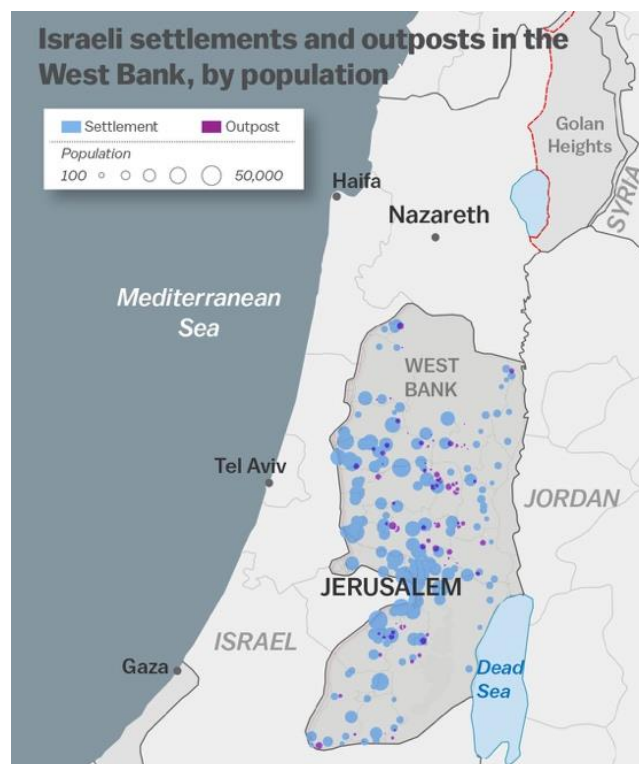 Israeli settlements and outposts in the
West Bank, by population
Settlement
Outpost
Population
100
50,000
Golan
Heights
SYRIA
Haifa
Nazareth
Mediterranean
Sea
WEST
BANK
Tel Aviv
JORDAN
JERUSALEM
ISRAEL
Gaza
Dead
Sea